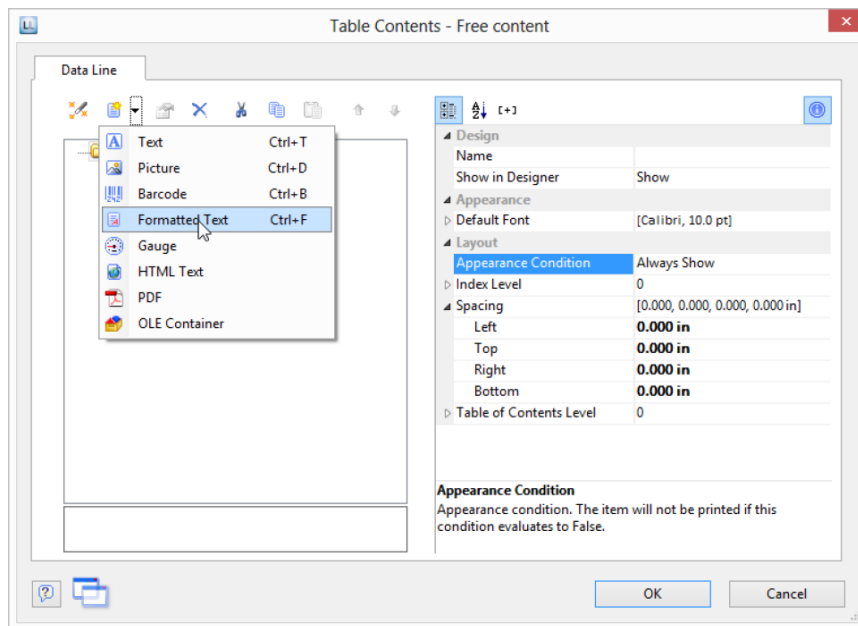 LL
Table Contents - Free content
Data Line
[+]
Text Ctrl+T
Picture Ctrl+D
Barcode Ctrl+B
Formatted Text Ctrl+F
Gauge
HTML Text
PDF
OLE Container
Design
Name
Show in Designer Show
Appearance
Default Font [Calibri, 10.0 pt]
Layout
Appearance Condition Always Show
Index Level 0
Spacing [0.000, 0.000, 0.000, 0.000 in]
Left 0.000 in
Top 0.000 in
Right 0.000 in
Bottom 0.000 in
Table of Contents Level 0
Appearance Condition
Appearance condition. The item will not be printed if this
condition evaluates to False.
OK Cancel